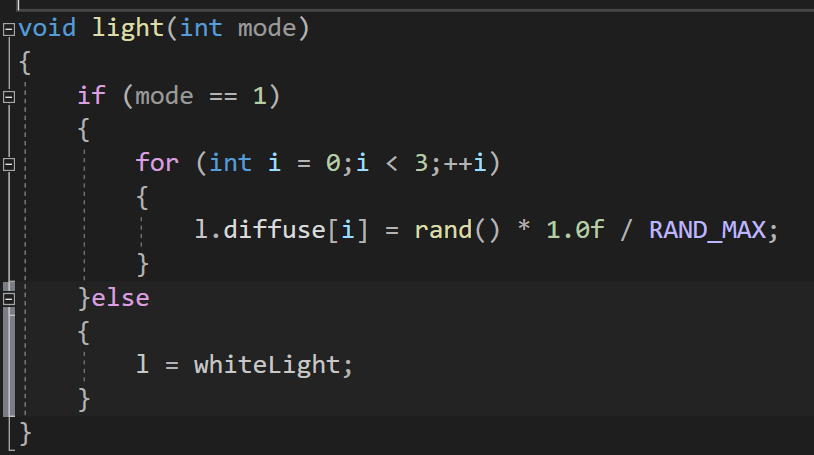 void light(int mode)
{
    if (mode == 1)
    {
        for (int i = 0;i < 3;++i)
        {
            l.diffuse[i] = rand() * 1.0f / RAND_MAX;
        }
    }else
    {
        l = whiteLight;
    }
}